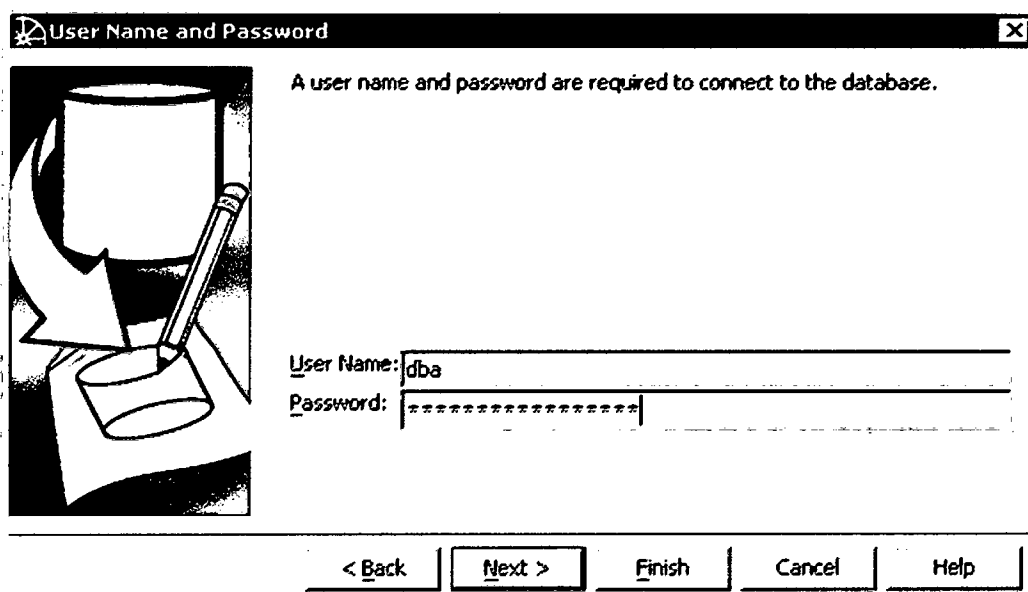 User Name and Password
A user name and password are required to connect to the database.
User Name: dba
Password: *****************
< Back Next > Finish Cancel Help